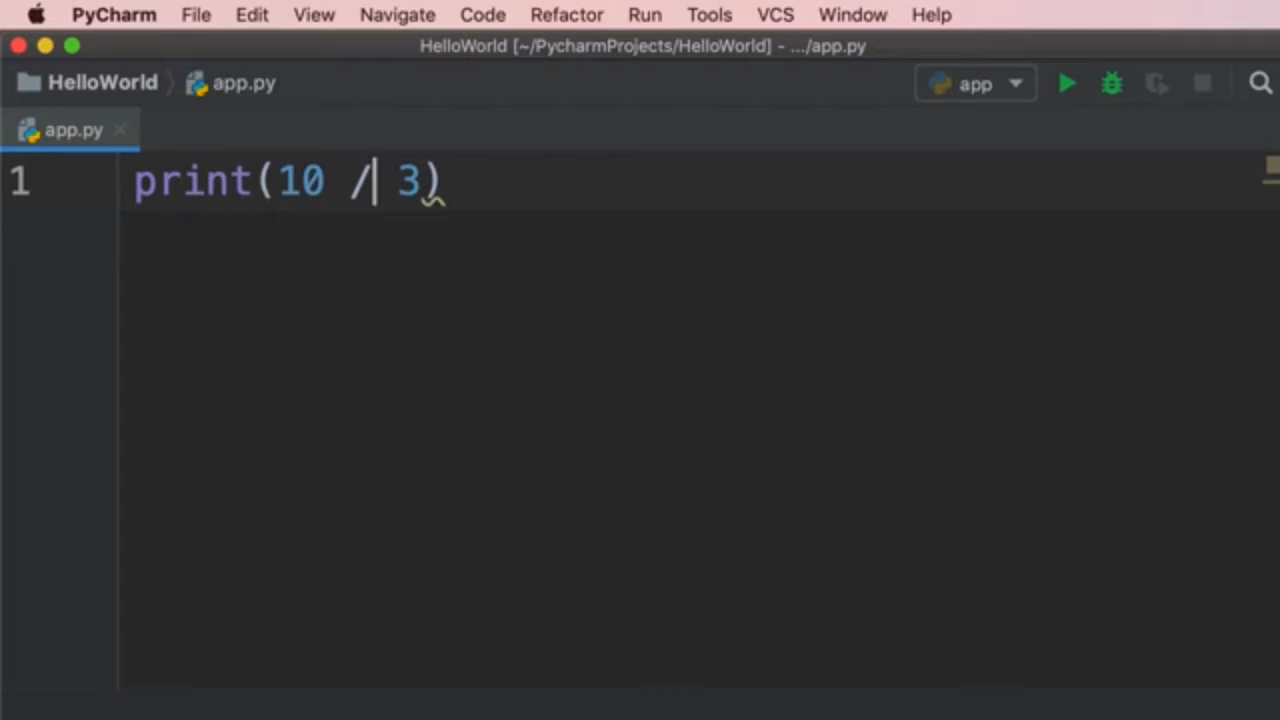 PyCharm File Edit View Navigate Code Refactor Run Tools VCS Window Help
HelloWorld [~/PycharmProjects/HelloWorld] - .../app.py
HelloWorld app.py app
app.py
1 print(10 / 3)